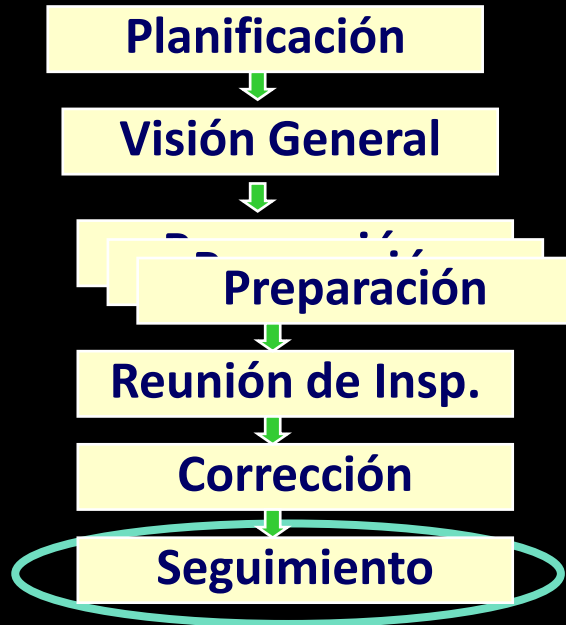 Planificación
Visión General
Preparación
Reunión de Insp.
Corrección
Seguimiento